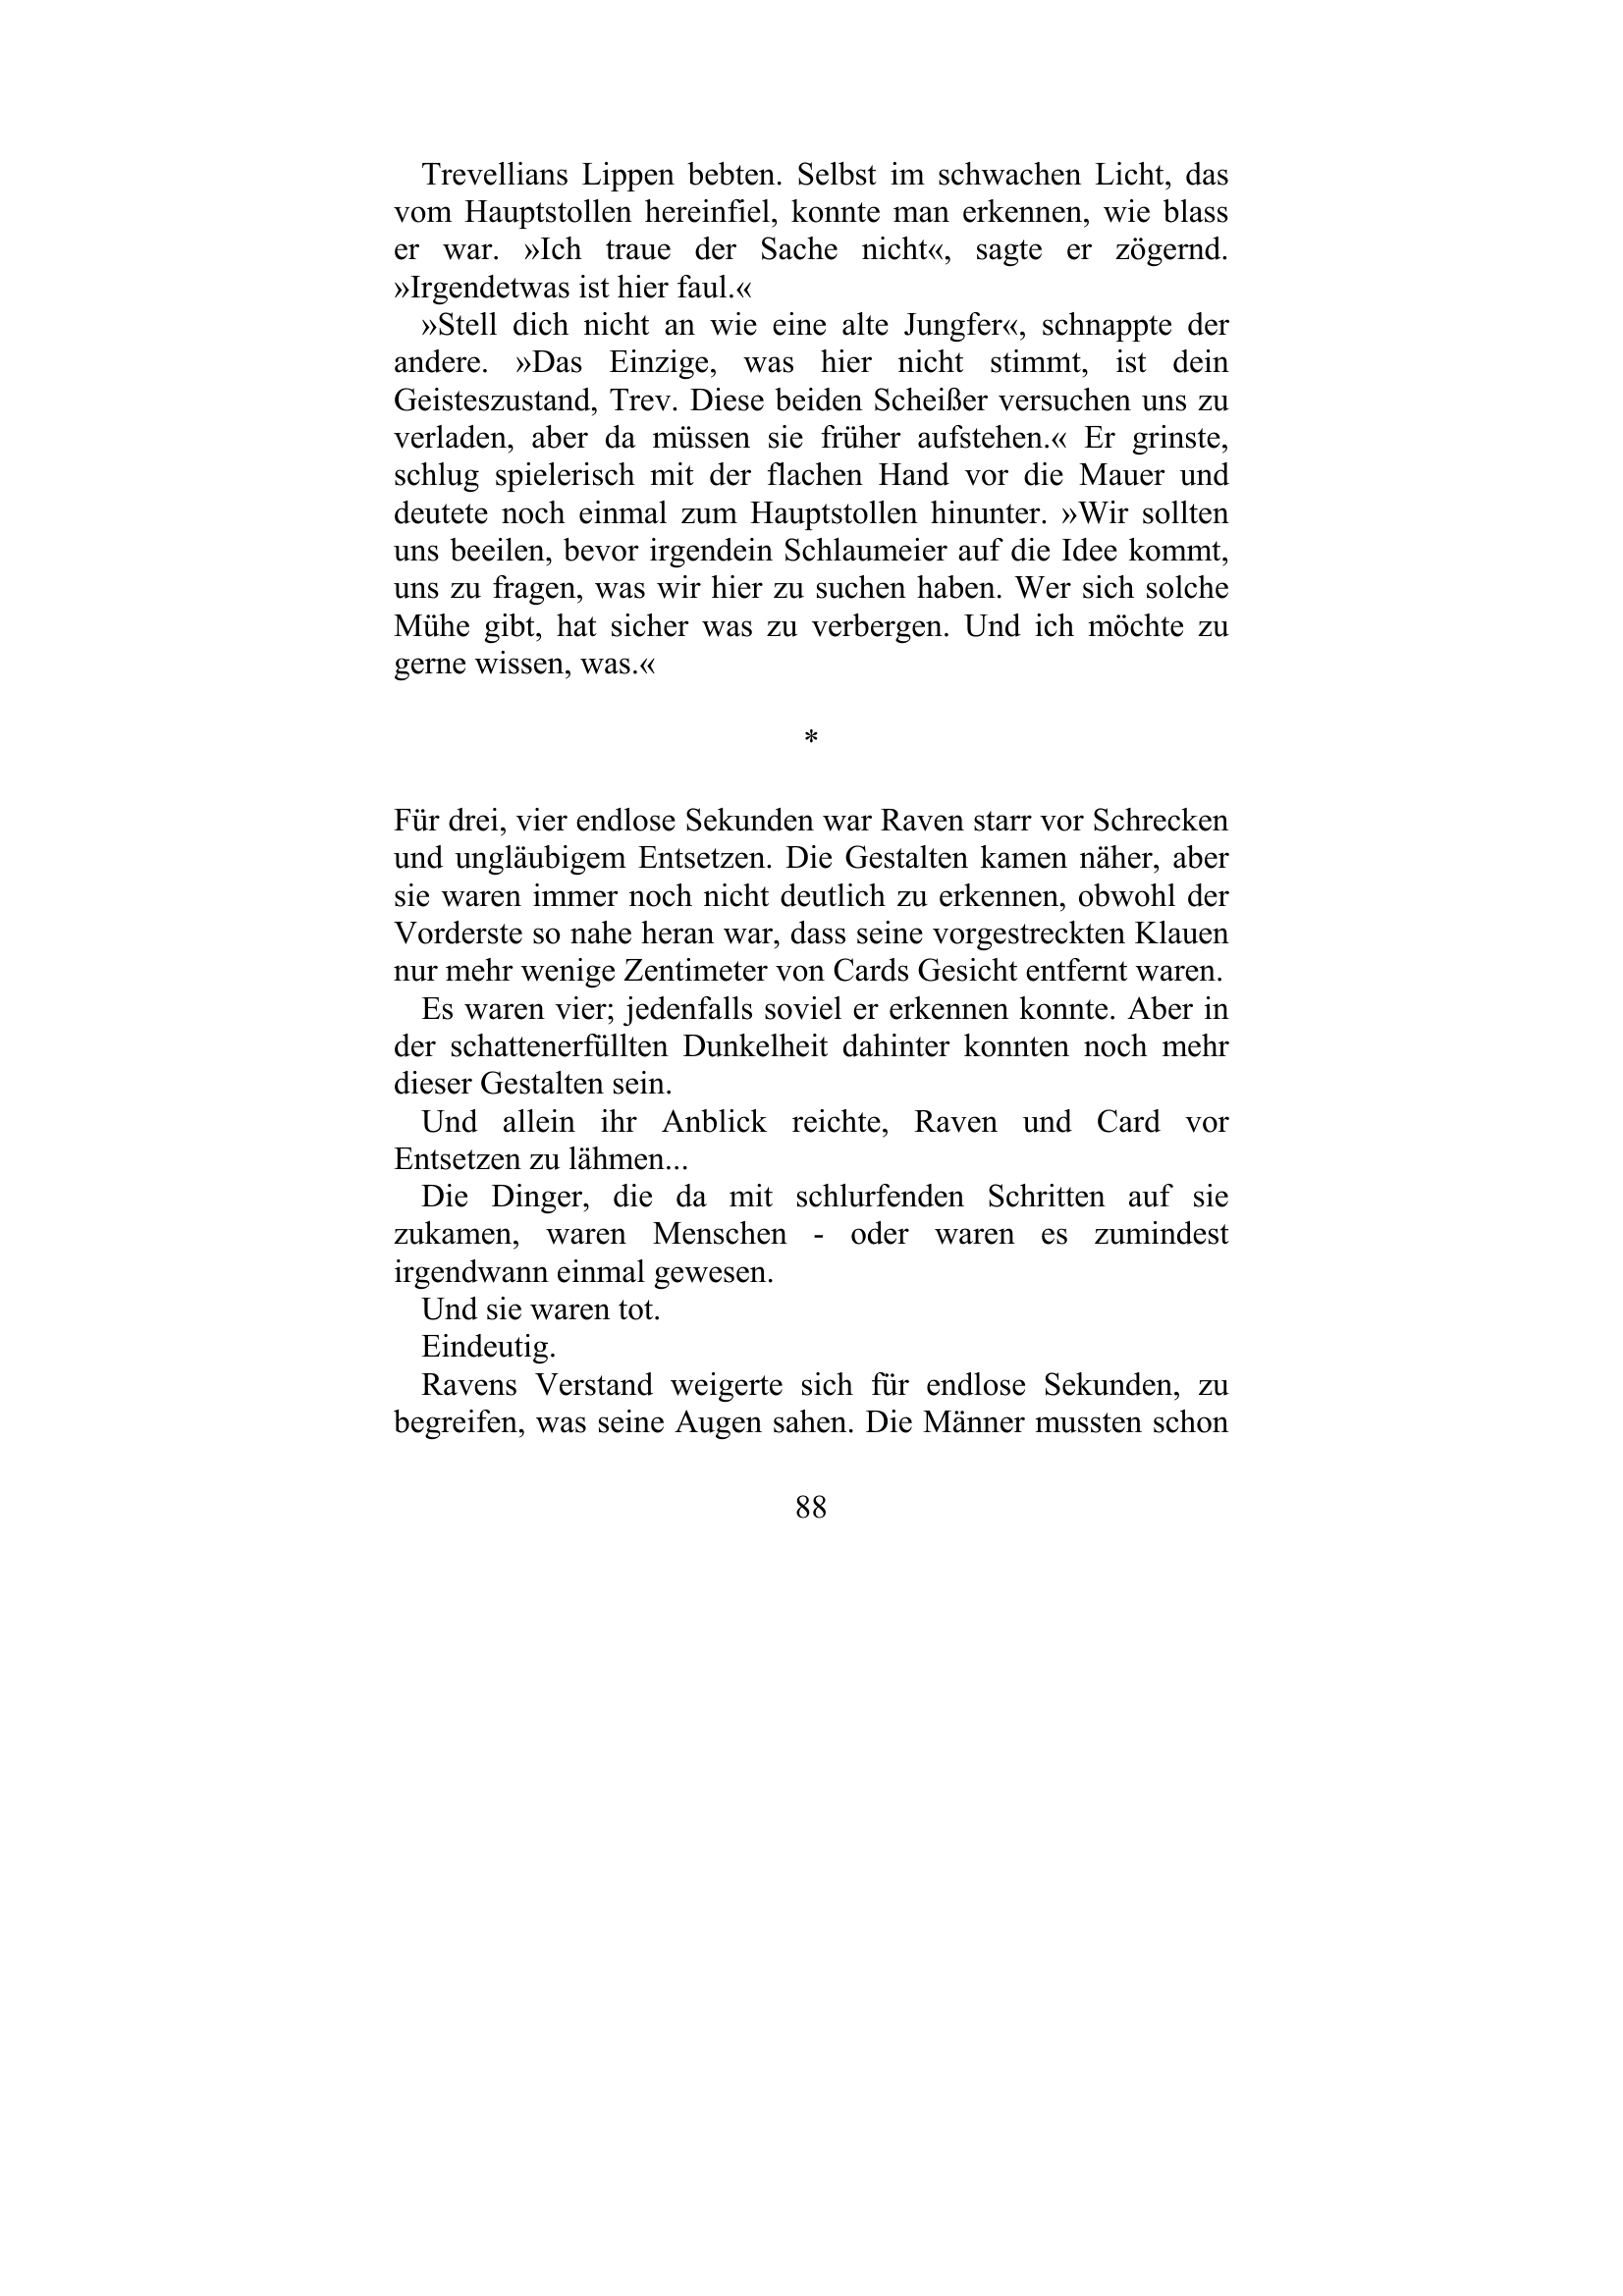 Trevellians Lippen bebten. Selbst im schwachen Licht, das
vom Hauptstollen hereinfiel, konnte man erkennen, wie blass
er war. »Ich traue der Sache nicht«, sagte er zögernd.
»Irgendetwas ist hier faul.«
»Stell dich nicht an wie eine alte Jungfer«, schnappte der
andere. »Das Einzige, was hier nicht stimmt, ist dein
Geisteszustand, Trev. Diese beiden Scheißer versuchen uns zu
verladen, aber da müssen sie früher aufstehen.« Er grinste,
schlug spielerisch mit der flachen Hand vor die Mauer und
deutete noch einmal zum Hauptstollen hinunter. »Wir sollten
uns beeilen, bevor irgendein Schlaumeier auf die Idee kommt,
uns zu fragen, was wir hier zu suchen haben. Wer sich solche
Mühe gibt, hat sicher was zu verbergen. Und ich möchte zu
gerne wissen, was.«
*
Für drei, vier endlose Sekunden war Raven starr vor Schrecken
und ungläubigem Entsetzen. Die Gestalten kamen näher, aber
sie waren immer noch nicht deutlich zu erkennen, obwohl der
Vorderste so nahe heran war, dass seine vorgestreckten Klauen
nur mehr wenige Zentimeter von Cards Gesicht entfernt waren.
Es waren vier; jedenfalls soviel er erkennen konnte. Aber in
der schattenerfüllten Dunkelheit dahinter konnten noch mehr
dieser Gestalten sein.
Und allein ihr Anblick reichte, Raven und Card vor
Entsetzen zu lähmen...
Die Dinger, die da mit schlurfenden Schritten auf sie
zukamen, waren Menschen - oder waren es zumindest
irgendwann einmal gewesen.
Und sie waren tot.
Eindeutig.
Ravens Verstand weigerte sich für endlose Sekunden, zu
begreifen, was seine Augen sahen. Die Männer mussten schon
88